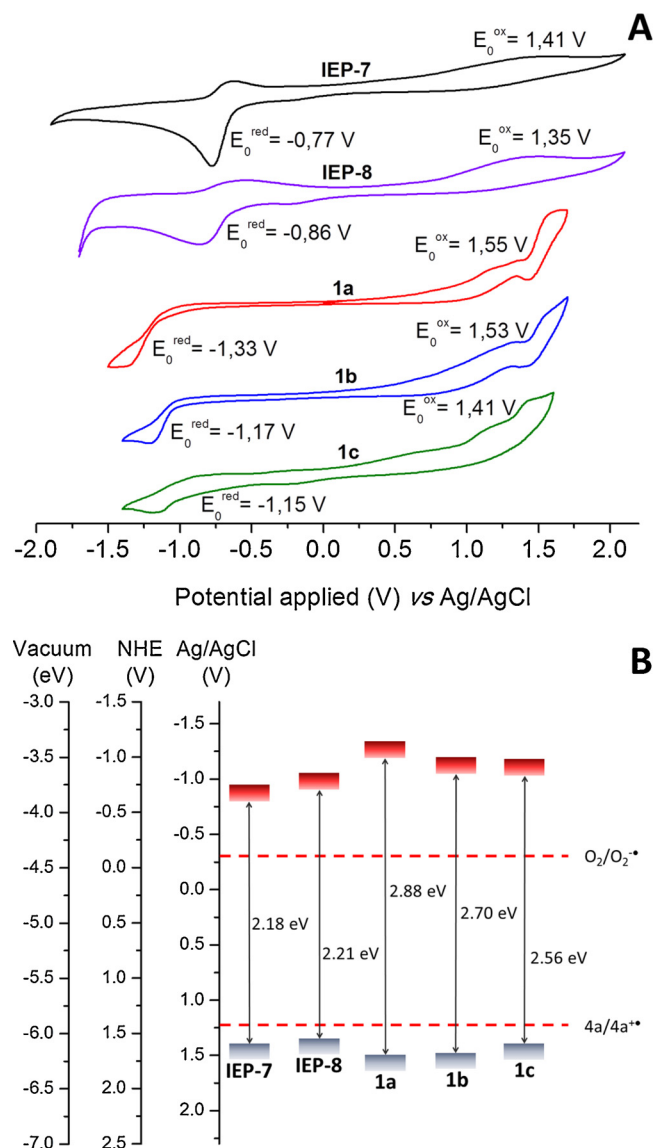 A
E₀ᵒˣ= 1,41 V
IEP-7
E₀ʳᵉᵈ= -0,77 V
E₀ᵒˣ= 1,35 V
IEP-8
E₀ʳᵉᵈ= -0,86 V
E₀ᵒˣ= 1,55 V
1a
E₀ʳᵉᵈ= -1,33 V
E₀ᵒˣ= 1,53 V
1b
E₀ʳᵉᵈ= -1,17 V
E₀ᵒˣ= 1,41 V
1c
E₀ʳᵉᵈ= -1,15 V
-2.0 -1.5 -1.0 -0.5 0.0 0.5 1.0 1.5 2.0
Potential applied (V) vs Ag/AgCl
B
Vacuum NHE Ag/AgCl
(eV) (V) (V)
-3.0 -1.5
-1.5
-3.5 -1.0
-1.0
-4.0 -0.5
-0.5
-4.5 0.0
O₂/O₂⁻•
0.0
-5.0 0.5
2.18 eV 2.21 eV 2.88 eV 2.70 eV 2.56 eV
0.5
-5.5 1.0
1.0
4a/4a⁺•
-6.0 1.5
1.5
IEP-7 IEP-8 1a 1b 1c
-6.5 2.0
2.0
-7.0 2.5